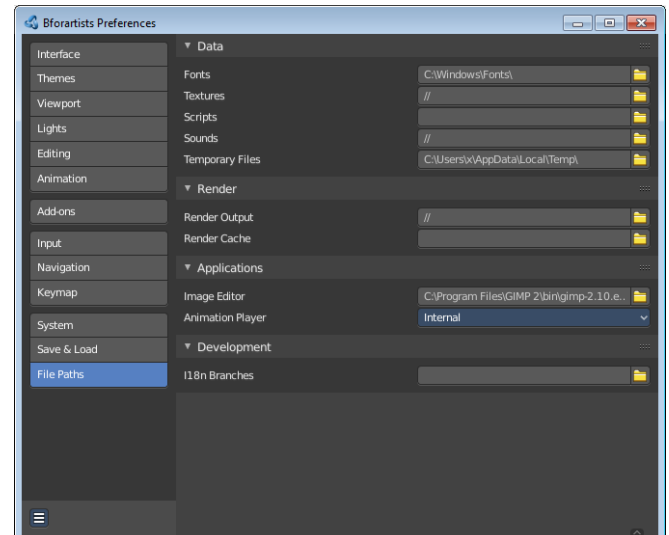 Bforartists Preferences
Interface
Themes
Viewport
Lights
Editing
Animation
Add-ons
Input
Navigation
Keymap
System
Save & Load
File Paths
Data
Fonts C:\Windows\Fonts\
Textures //
Scripts
Sounds //
Temporary Files C:\Users\x\AppData\Local\Temp\
Render
Render Output //
Render Cache
Applications
Image Editor C:\Program Files\GIMP 2\bin\gimp-2.10.e..
Animation Player Internal
Development
I18n Branches